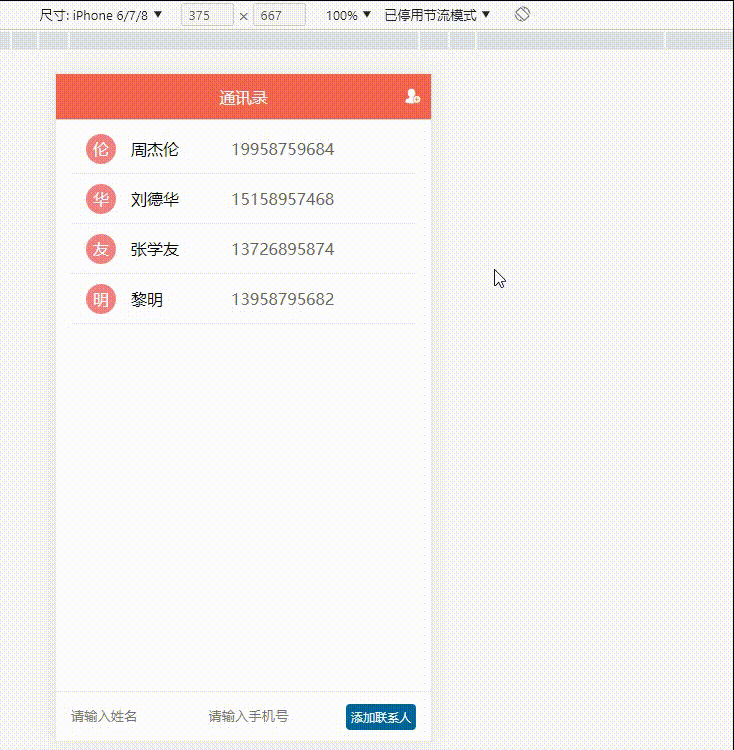 尺寸: iPhone 6/7/8 ▼ 375 × 667 100% ▼ 已停用节流模式 ▼
通讯录
伦 周杰伦 19958759684
华 刘德华 15158957468
友 张学友 13726895874
明 黎明 13958795682
请输入姓名 请输入手机号 添加联系人